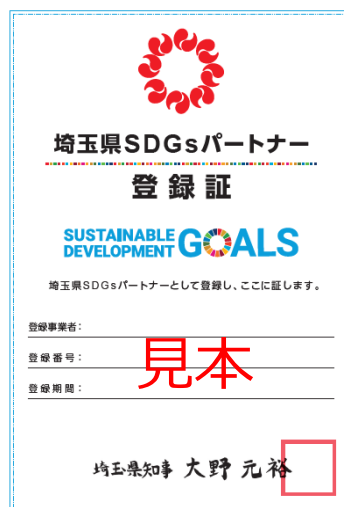 埼玉県SDGsパートナー
登録証
SUSTAINABLE
DEVELOPMENT GOALS
埼玉県SDGsパートナーとして登録し、ここに証します。
登録事業者：
登録番号：
見本
登録期間：
埼玉県知事 大野元裕